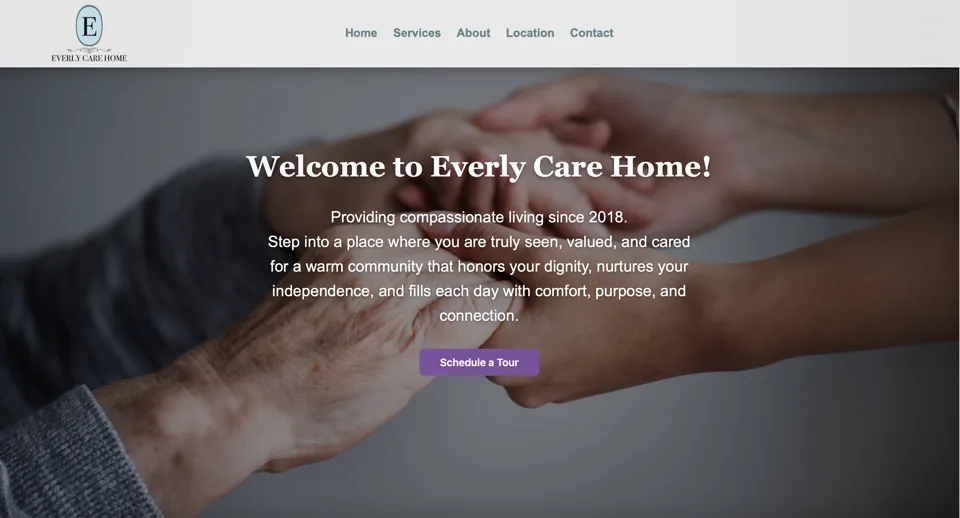 E
EVERLY CARE HOME
Home Services About Location Contact
Welcome to Everly Care Home!
Providing compassionate living since 2018.
Step into a place where you are truly seen, valued, and cared
for a warm community that honors your dignity, nurtures your
independence, and fills each day with comfort, purpose, and
connection.
Schedule a Tour